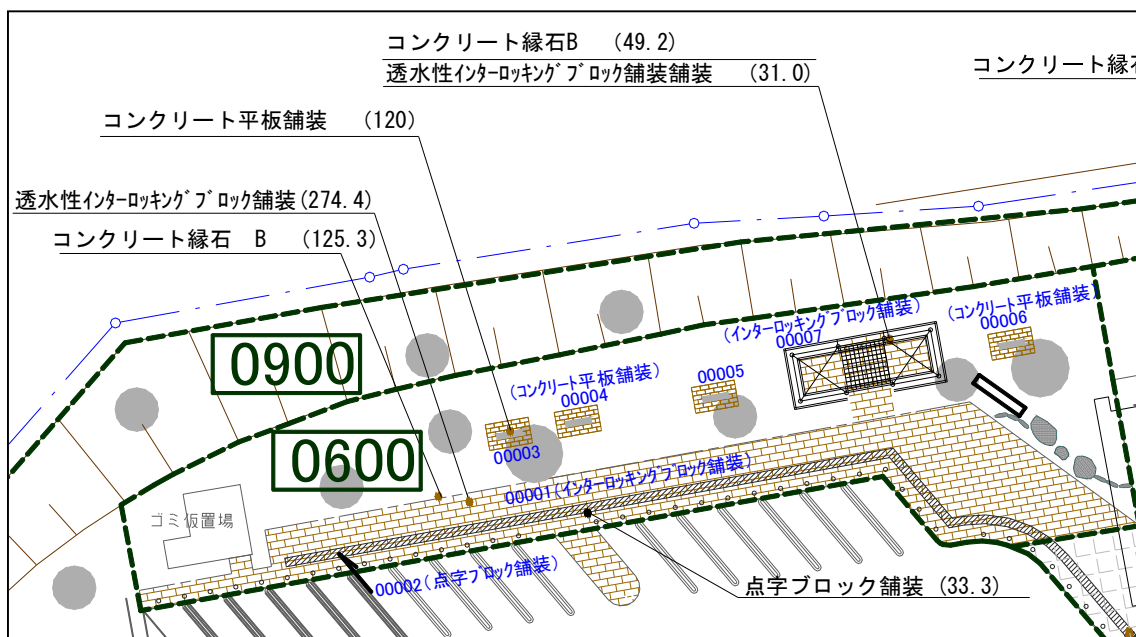 コンクリート縁石B (49.2)
透水性ｲﾝﾀｰﾛｯｷﾝｸﾞﾌﾞﾛｯｸ舗装舗装 (31.0)
コンクリート縁石
コンクリート平板舗装 (120)
透水性ｲﾝﾀｰﾛｯｷﾝｸﾞﾌﾞﾛｯｸ舗装(274.4)
コンクリート縁石 B (125.3)
(コンクリート平板舗装)
00006
(インターロッキングブロック舗装)
00007
0900
(コンクリート平板舗装)
00004
00005
0600
00003
00001(インターロッキングブロック舗装)
ゴミ仮置場
00002(点字ブロック舗装)
点字ブロック舗装 (33.3)